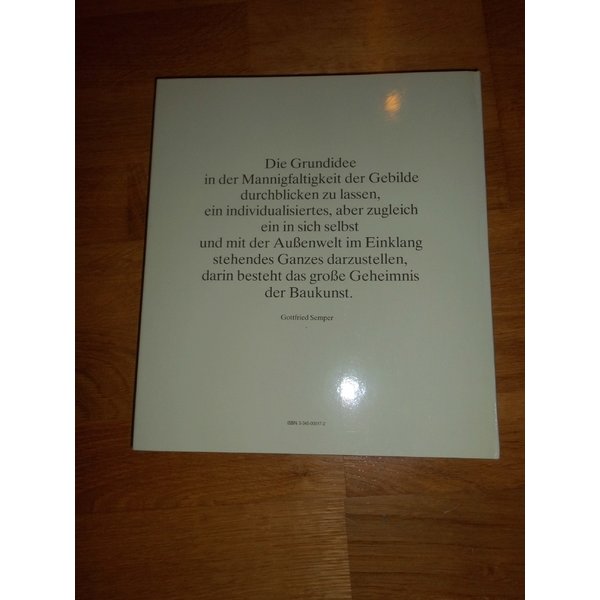 Die Grundidee
in der Mannigfaltigkeit der Gebilde
durchblicken zu lassen,
ein individualisiertes, aber zugleich
ein in sich selbst
und mit der Außenwelt im Einklang
stehendes Ganzes darzustellen,
darin besteht das große Geheimnis
der Baukunst.
Gottfried Semper
ISBN